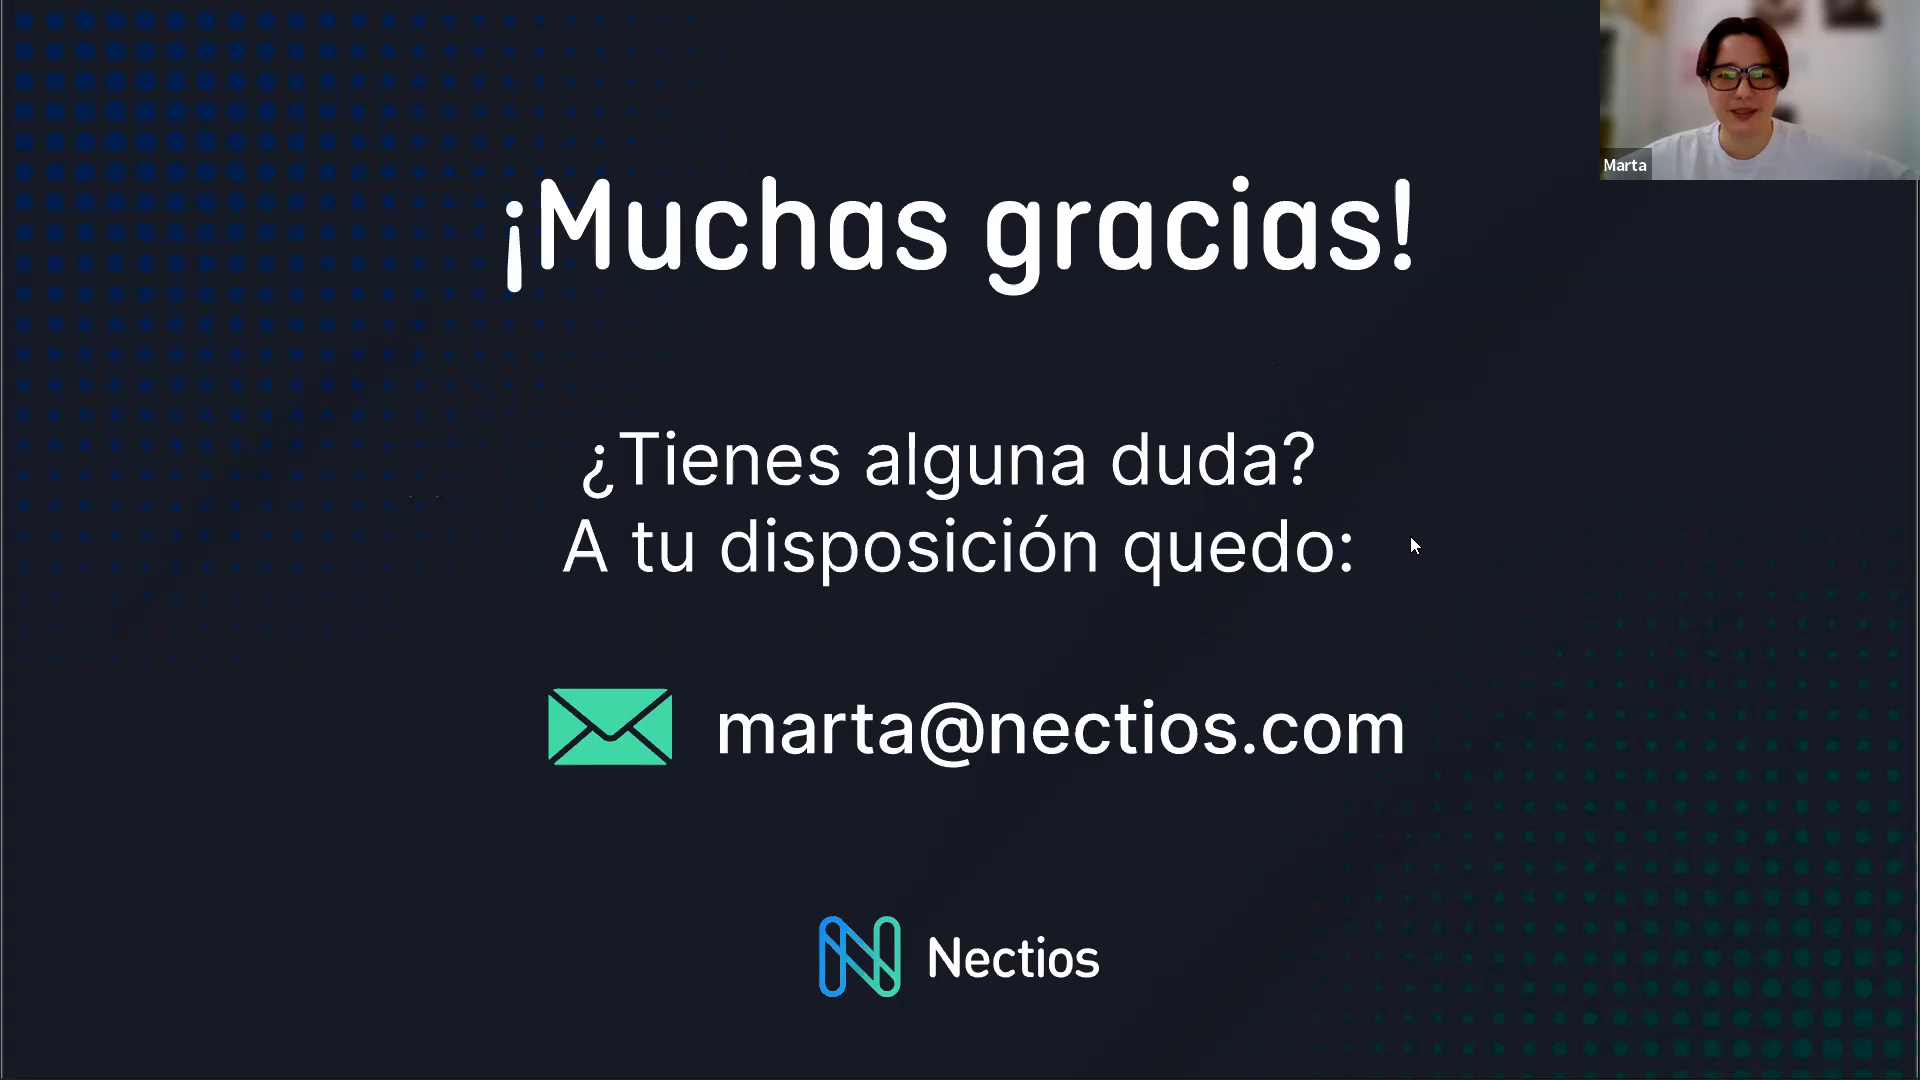 Marta
¡Muchas gracias!
¿Tienes alguna duda?
A tu disposición quedo:
marta@nectios.com
Nectios